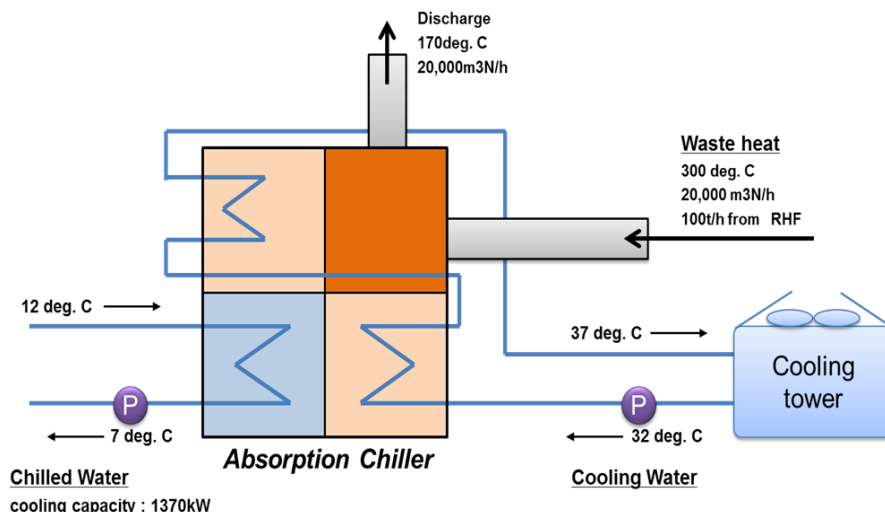 Discharge
170deg. C
20,000m3N/h
Waste heat
300 deg. C
20,000 m3N/h
100t/h from RHF
12 deg. C
37 deg. C
Cooling
tower
P
P
7 deg. C
32 deg. C
Absorption Chiller
Chilled Water
Cooling Water
cooling capacity : 1370kW